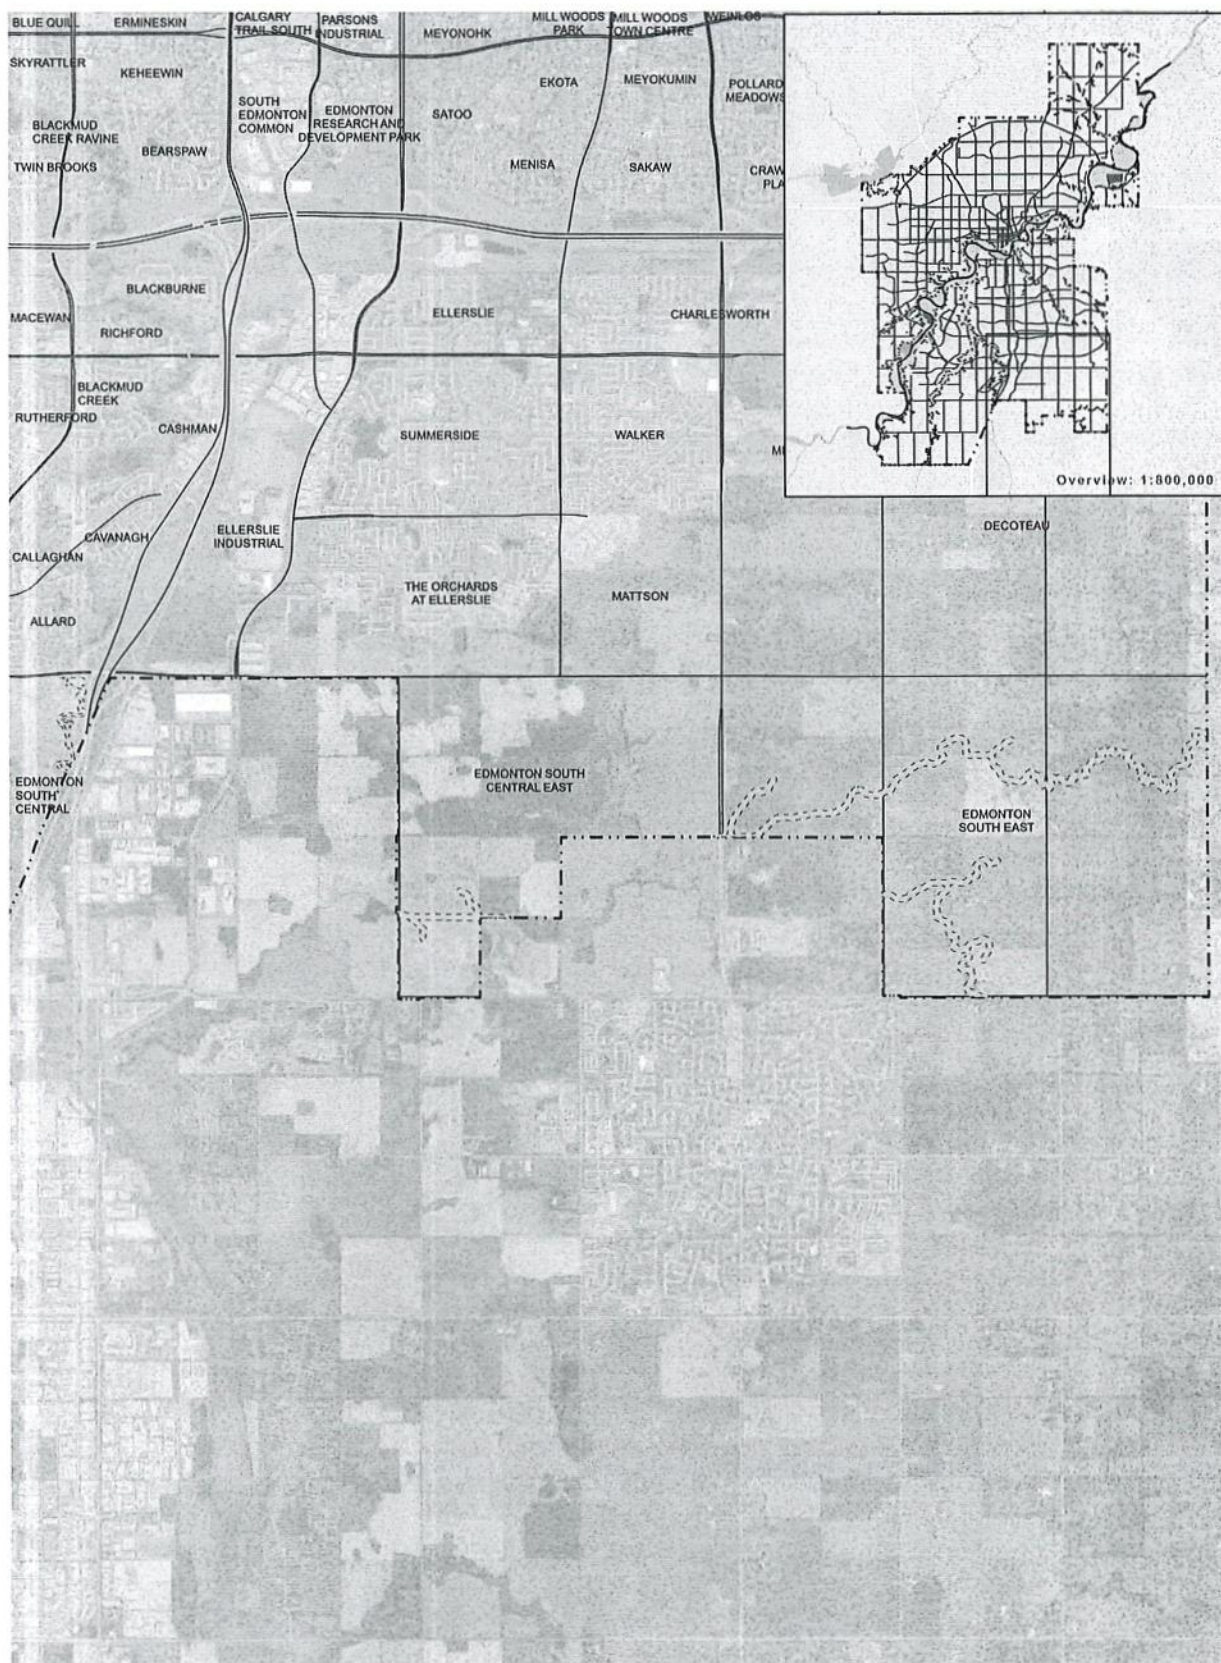 BLUE QUILL
ERMINESKIN
CALGARY
TRAIL SOUTH
PARSONS
INDUSTRIAL
MEYONOHK
MILL WOODS
PARK
MILL WOODS
TOWN CENTRE
WEINLOS
SKYRATTLER
KEHEEWIN
EKOTA
MEYOKUMIN
POLLARD
MEADOWS
SOUTH
EDMONTON
COMMON
EDMONTON
RESEARCH AND
DEVELOPMENT PARK
SATOO
BLACKMUD
CREEK RAVINE
BEARSPAW
TWIN BROOKS
MENISA
SAKAW
CRAW
PLA
BLACKBURNE
MACEWAN
RICHFORD
ELLERSLIE
CHARLESWORTH
BLACKMUD
CREEK
RUTHERFORD
CASHMAN
SUMMERSIDE
WALKER
Overview: 1:800,000
CAVANAGH
CALLAGHAN
ELLERSLIE
INDUSTRIAL
DECOTEAU
THE ORCHARDS
AT ELLERSLIE
MATTSON
ALLARD
EDMONTON
SOUTH
CENTRAL
EDMONTON SOUTH
CENTRAL EAST
EDMONTON
SOUTH EAST